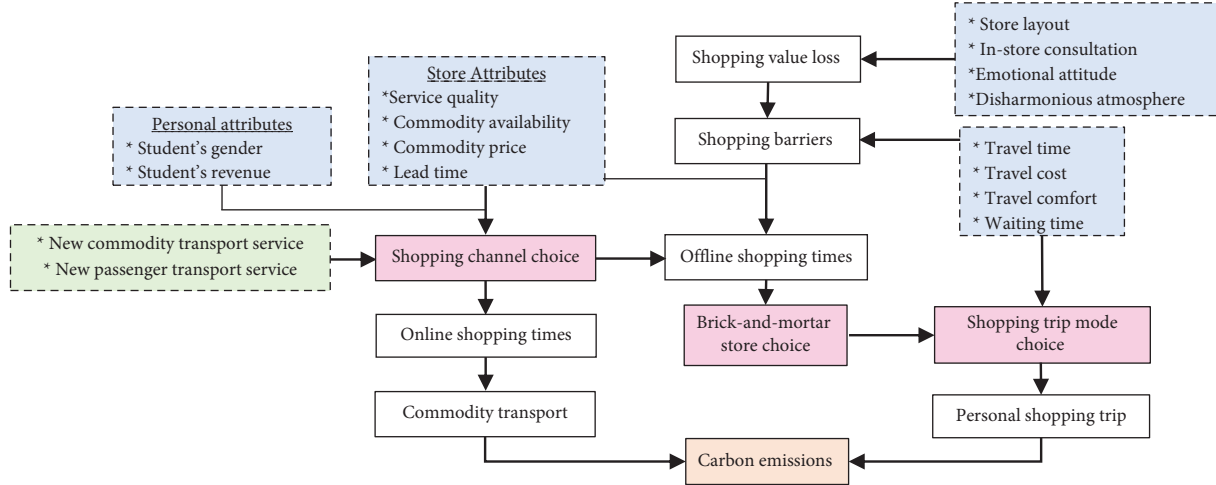 * Store layout
* In-store consultation
*Emotional attitude
*Disharmonious atmosphere
Shopping value loss
Store Attributes
*Service quality
* Commodity availability
* Commodity price
* Lead time
Personal attributes
* Student's gender
* Student's revenue
Shopping barriers
* Travel time
* Travel cost
* Travel comfort
* Waiting time
* New commodity transport service
* New passenger transport service
Shopping channel choice
Offline shopping times
Online shopping times
Brick-and-mortar
store choice
Shopping trip mode
choice
Commodity transport
Personal shopping trip
Carbon emissions